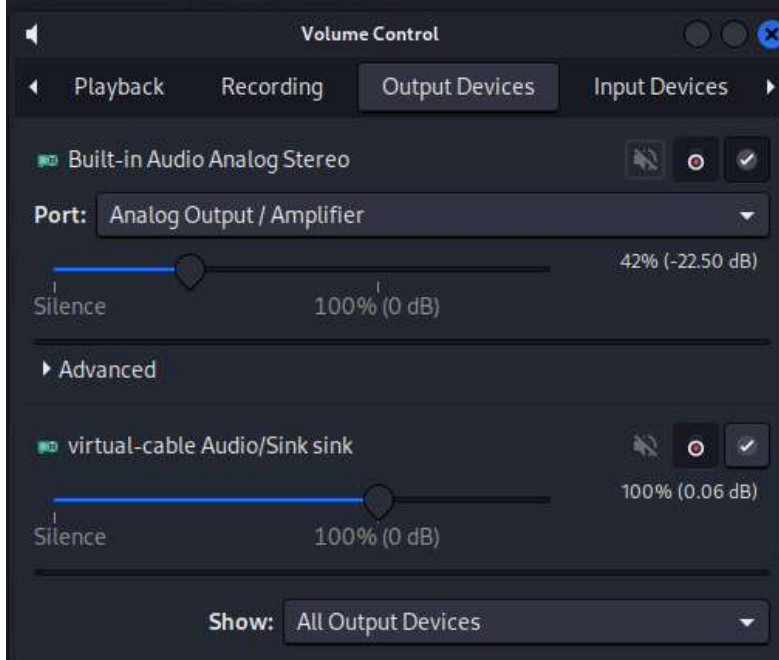 Volume Control
Playback Recording Output Devices Input Devices
Built-in Audio Analog Stereo
Port: Analog Output / Amplifier
42% (-22.50 dB)
Silence 100% (0 dB)
Advanced
virtual-cable Audio/Sink sink
100% (0.06 dB)
Silence 100% (0 dB)
Show: All Output Devices